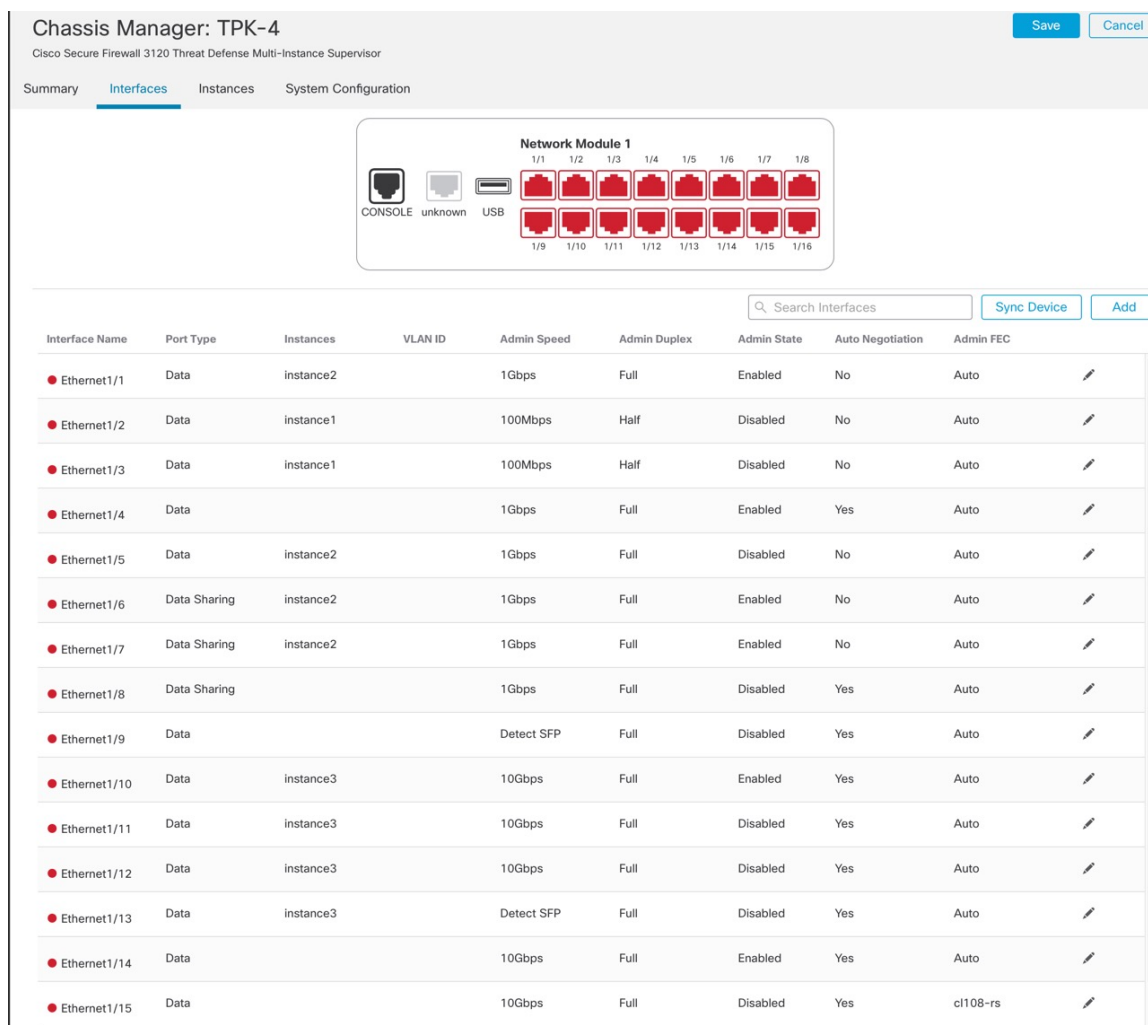 Chassis Manager: TPK-4
Save
Cancel
Cisco Secure Firewall 3120 Threat Defense Multi-Instance Supervisor
Summary Interfaces Instances System Configuration
Network Module 1
1/1 1/2 1/3 1/4 1/5 1/6 1/7 1/8
CONSOLE unknown USB
1/9 1/10 1/11 1/12 1/13 1/14 1/15 1/16
Search Interfaces
Sync Device
Add
Interface Name Port Type Instances VLAN ID Admin Speed Admin Duplex Admin State Auto Negotiation Admin FEC
Ethernet1/1 Data instance2 1Gbps Full Enabled No Auto
Ethernet1/2 Data instance1 100Mbps Half Disabled No Auto
Ethernet1/3 Data instance1 100Mbps Half Disabled No Auto
Ethernet1/4 Data 1Gbps Full Enabled Yes Auto
Ethernet1/5 Data instance2 1Gbps Full Disabled No Auto
Ethernet1/6 Data Sharing instance2 1Gbps Full Enabled No Auto
Ethernet1/7 Data Sharing instance2 1Gbps Full Enabled No Auto
Ethernet1/8 Data Sharing 1Gbps Full Disabled Yes Auto
Ethernet1/9 Data Detect SFP Full Disabled Yes Auto
Ethernet1/10 Data instance3 10Gbps Full Enabled Yes Auto
Ethernet1/11 Data instance3 10Gbps Full Disabled Yes Auto
Ethernet1/12 Data instance3 10Gbps Full Disabled Yes Auto
Ethernet1/13 Data instance3 Detect SFP Full Disabled Yes Auto
Ethernet1/14 Data 10Gbps Full Enabled Yes Auto
Ethernet1/15 Data 10Gbps Full Disabled Yes cl108-rs